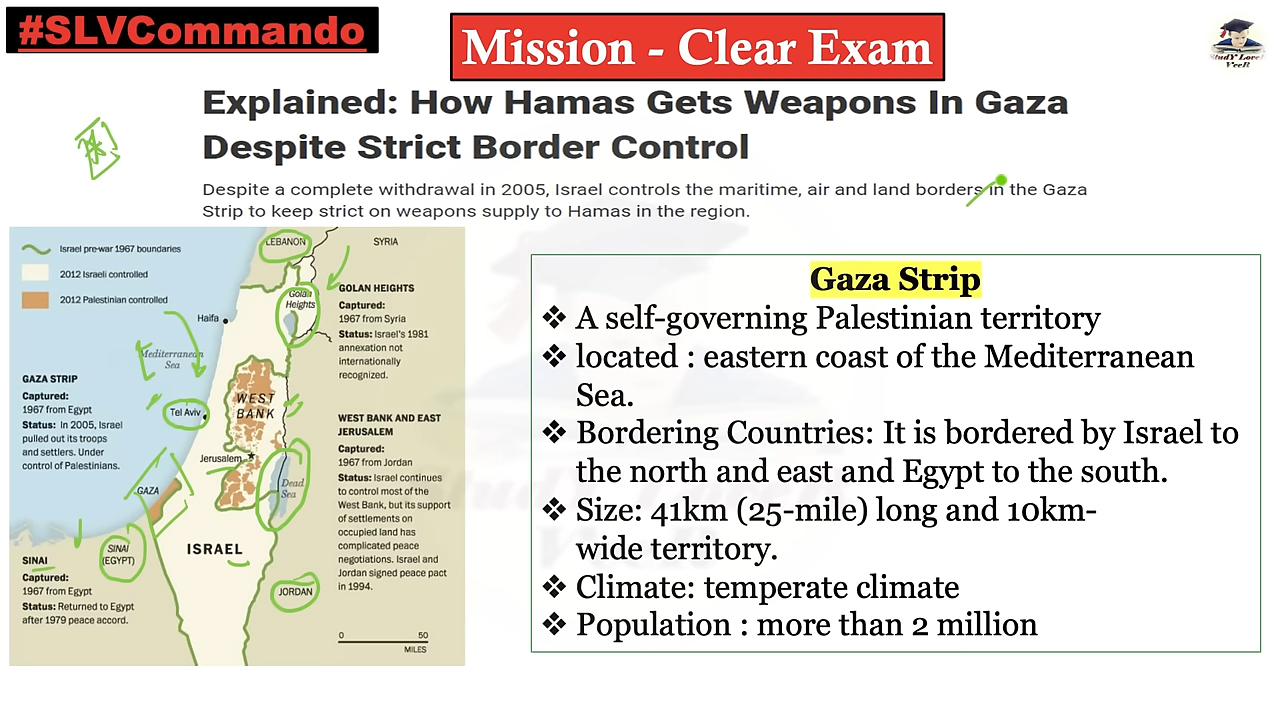 #SLVCommando
Mission - Clear Exam
StudY LoveR
VeeR
Explained: How Hamas Gets Weapons In Gaza
Despite Strict Border Control
Despite a complete withdrawal in 2005, Israel controls the maritime, air and land borders in the Gaza
Strip to keep strict on weapons supply to Hamas in the region.
Israel pre-war 1967 boundaries
2012 Israeli controlled
2012 Palestinian controlled
LEBANON
SYRIA
Golan
Heights
Haifa
Mediterranean
Sea
Tel Aviv
WEST
BANK
Jerusalem
Dead
Sea
GAZA
ISRAEL
SINAI
(EGYPT)
JORDAN
GOLAN HEIGHTS
Captured:
1967 from Syria
Status: Israel's 1981
annexation not
internationally
recognized.
GAZA STRIP
Captured:
1967 from Egypt
Status: In 2005, Israel
pulled out its troops
and settlers. Under
control of Palestinians.
WEST BANK AND EAST
JERUSALEM
Captured:
1967 from Jordan
Status: Israel continues
to control most of the
West Bank, but its support
of settlements on
occupied land has
complicated peace
negotiations. Israel and
Jordan signed peace pact
in 1994.
SINAI
Captured:
1967 from Egypt
Status: Returned to Egypt
after 1979 peace accord.
0 50
MILES
Gaza Strip
❖ A self-governing Palestinian territory
❖ located : eastern coast of the Mediterranean
Sea.
❖ Bordering Countries: It is bordered by Israel to
the north and east and Egypt to the south.
❖ Size: 41km (25-mile) long and 10km-
wide territory.
❖ Climate: temperate climate
❖ Population : more than 2 million